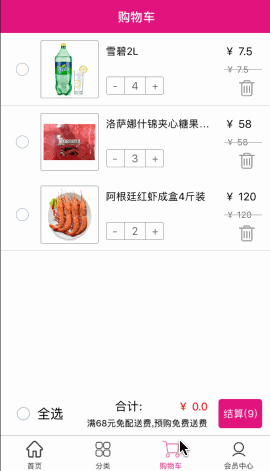 购物车
雪碧2L
¥ 7.5
¥ 7.5
- 4 +
洛萨娜什锦夹心糖果...
¥ 58
¥ 58
- 3 +
阿根廷红虾成盒4斤装
¥ 120
¥ 120
- 2 +
全选
合计: ¥ 0.0
满68元免配送费,预购免费送费
结算(9)
首页
分类
购物车
会员中心